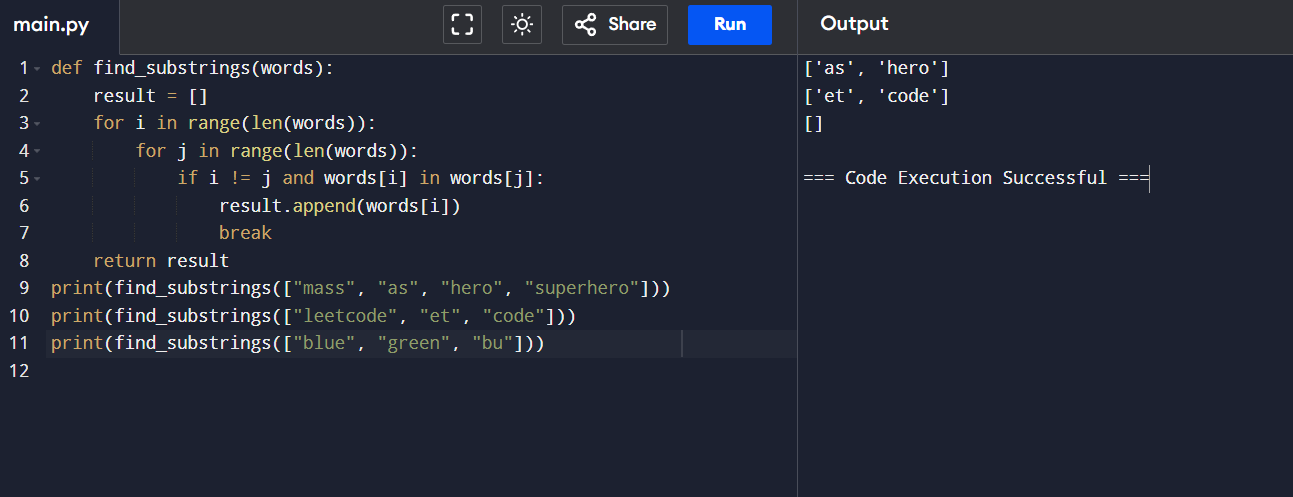 main.py
Share
Run
Output
1 def find_substrings(words):
2     result = []
3     for i in range(len(words)):
4         for j in range(len(words)):
5             if i != j and words[i] in words[j]:
6                 result.append(words[i])
7                 break
8     return result
9 print(find_substrings(["mass", "as", "hero", "superhero"]))
10 print(find_substrings(["leetcode", "et", "code"]))
11 print(find_substrings(["blue", "green", "bu"]))
12
['as', 'hero']
['et', 'code']
[]
=== Code Execution Successful ===